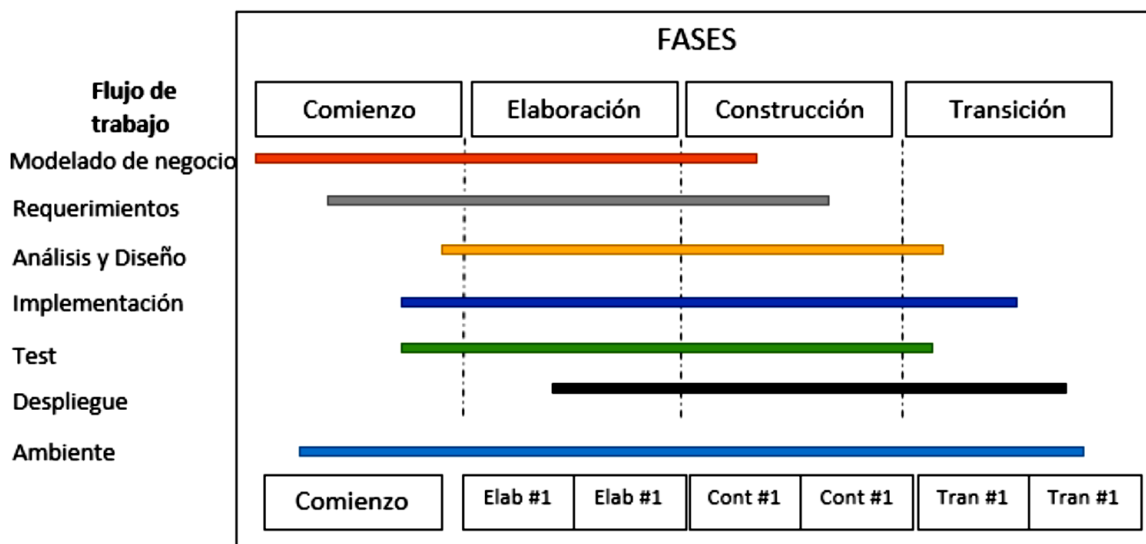 FASES
Flujo de
trabajo
Comienzo
Elaboración
Construcción
Transición
Modelado de negocio
Requerimientos
Análisis y Diseño
Implementación
Test
Despliegue
Ambiente
Comienzo
Elab #1
Elab #1
Cont #1
Cont #1
Tran #1
Tran #1